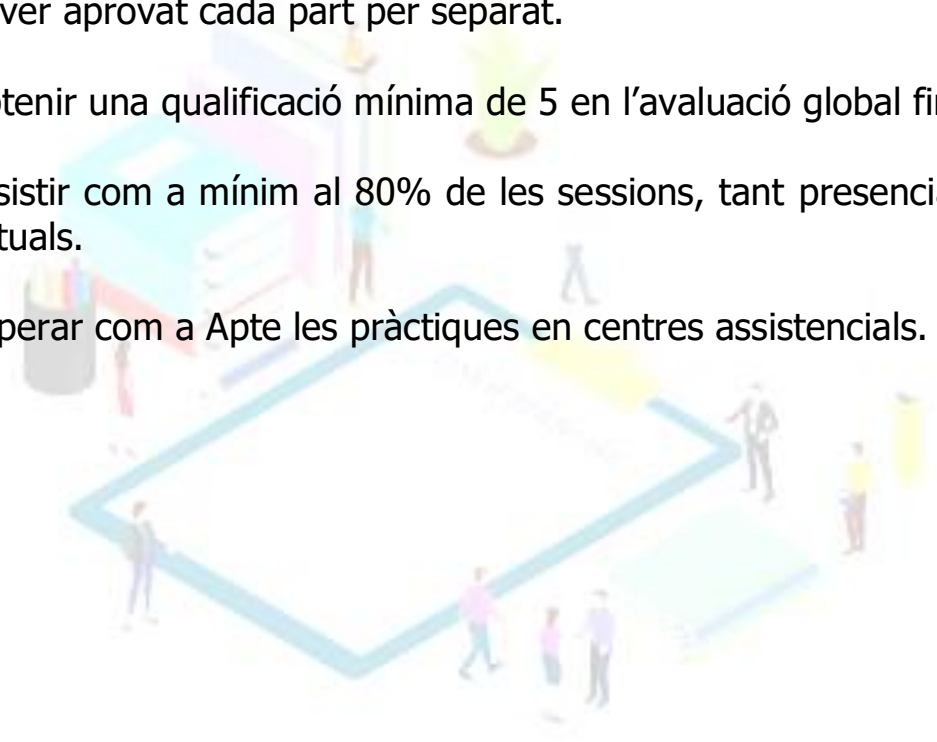 ver aprovat cada part per separat.
tenir una qualificació mínima de 5 en l’avaluació global fi
sistir com a mínim al 80% de les sessions, tant presencia
tuals.
perar com a Apte les pràctiques en centres assistencials.